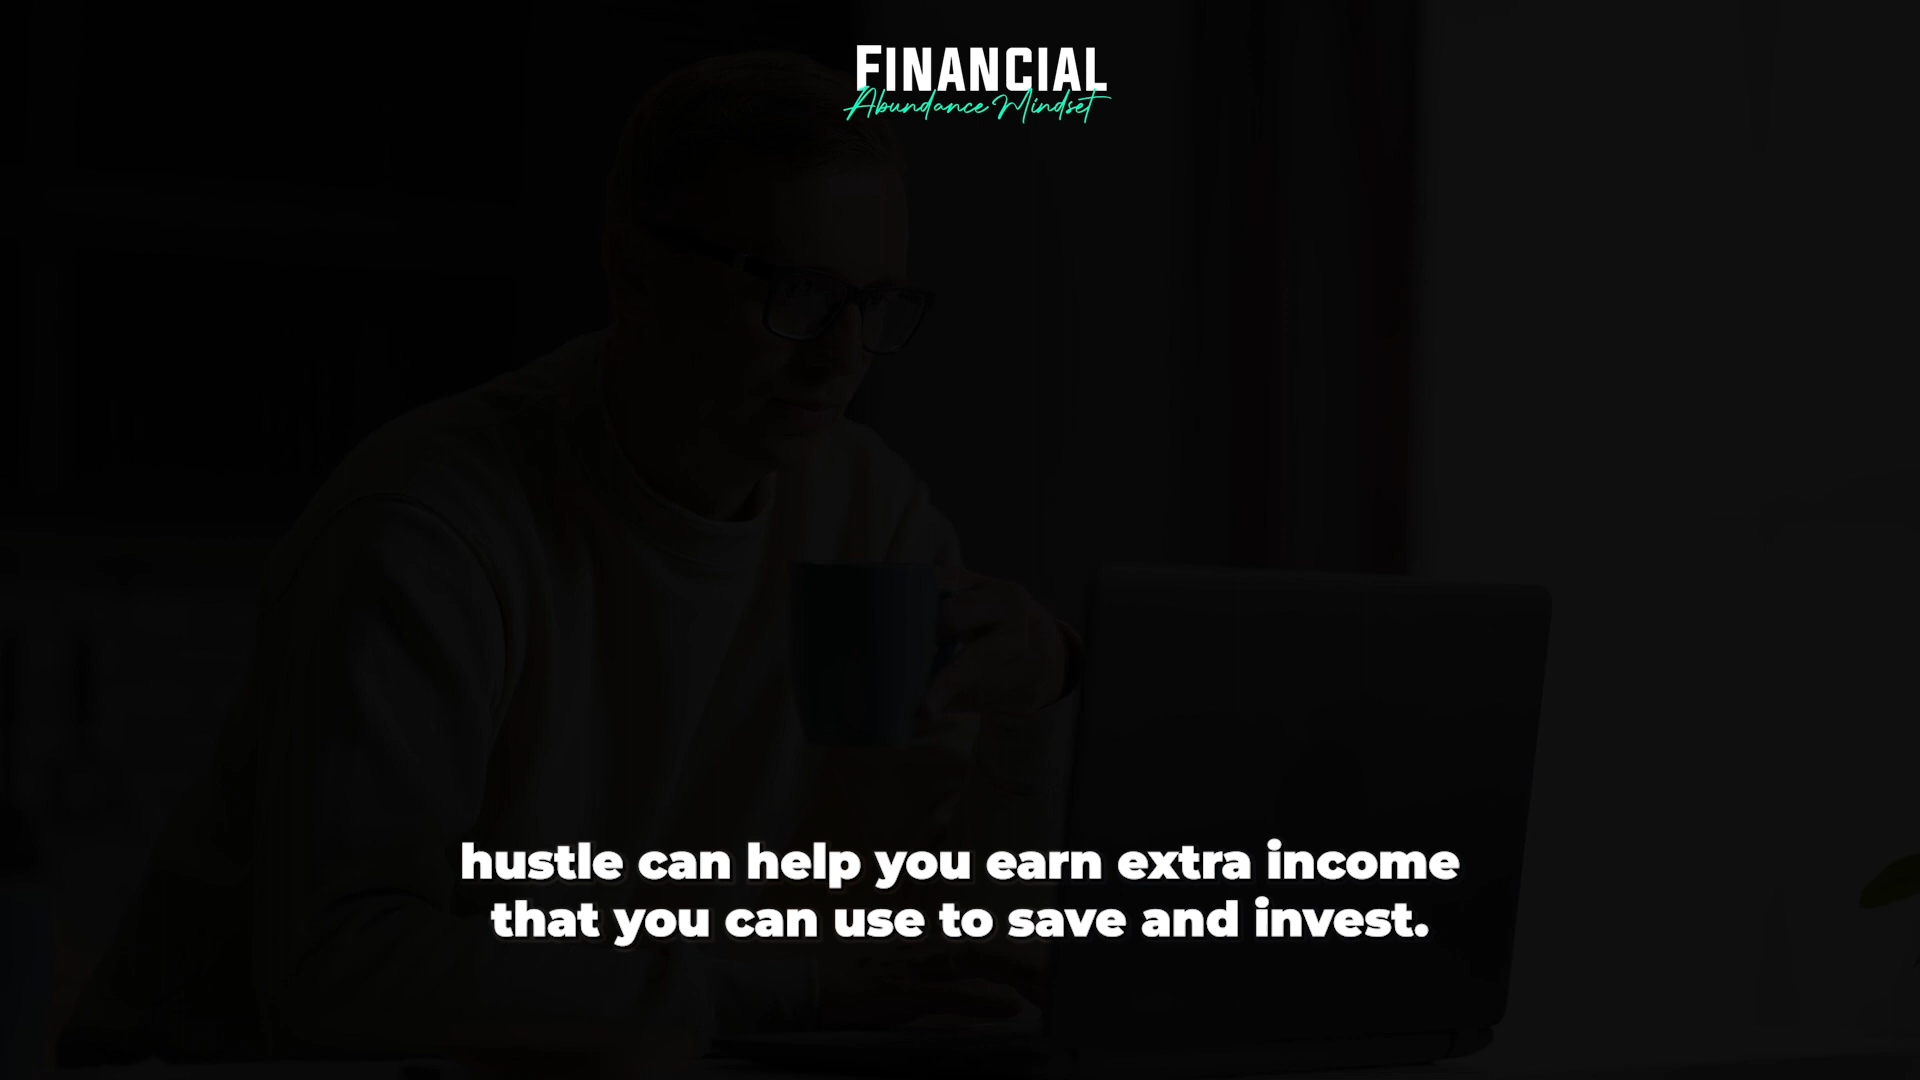 FINANCIAL
Abundance Mindset
hustle can help you earn extra income
that you can use to save and invest.